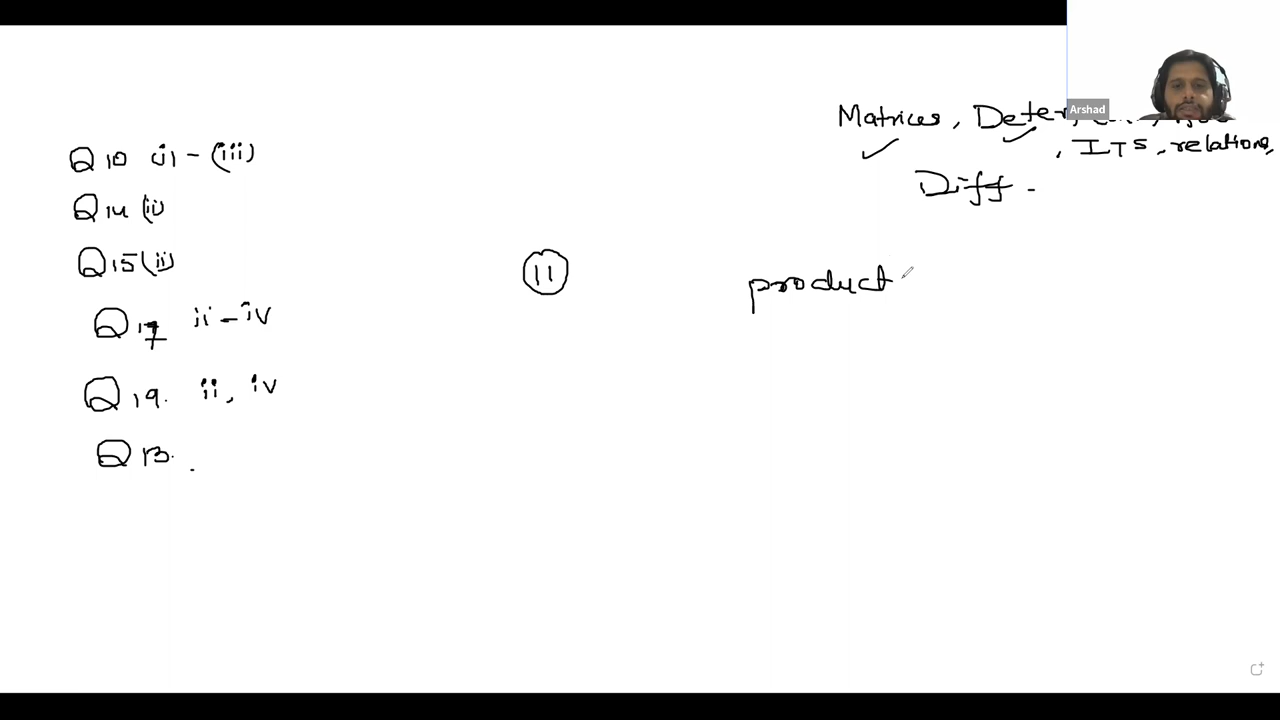 Matrices, Deter
Arshad
, ITS, relations,
Diff -
Q10 (i) - (iii)
Q14 (i)
Q15 (ii)
Q17 ii - iv
Q19. ii, iv
Q13.
11
product